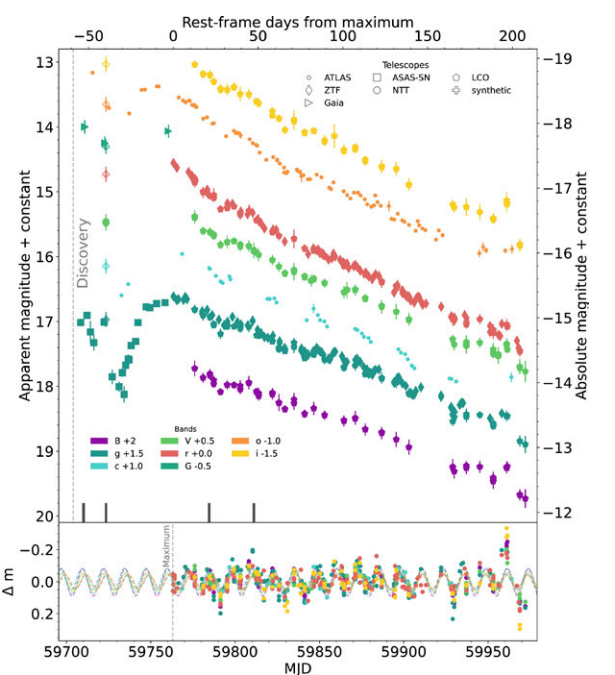 Rest-frame days from maximum
−50 0 50 100 150 200
Telescopes
ATLAS ASAS-SN LCO
ZTF NTT synthetic
Gaia
Apparent magnitude + constant
13
14
15
16
17
18
19
20
Discovery
Absolute magnitude + constant
−19
−18
−17
−16
−15
−14
−13
−12
Bands
B +2 V +0.5 o -1.0
g +1.5 r +0.0 i -1.5
c +1.0 G -0.5
Maximum
Δ m
−0.2
0.0
0.2
59700 59750 59800 59850 59900 59950
MJD